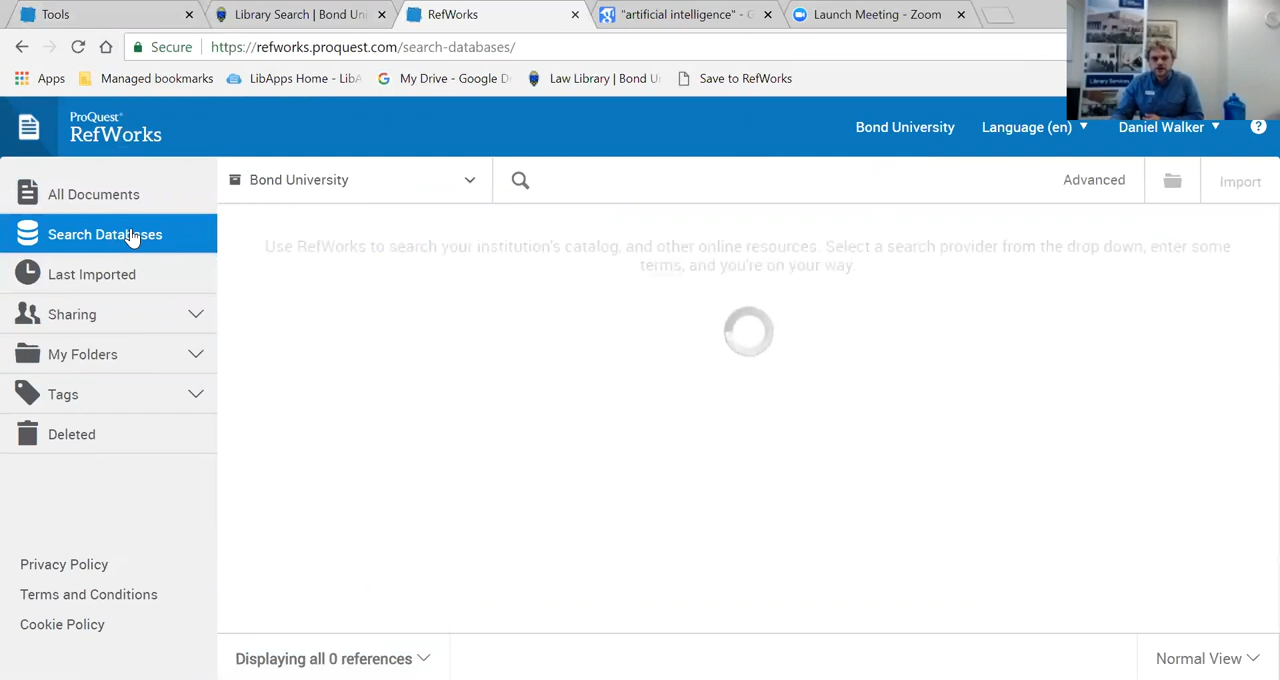 Tools
Library Search | Bond Uni
RefWorks
"artificial intelligence" - G
Launch Meeting - Zoom
Secure
https://refworks.proquest.com/search-databases/
Apps
Managed bookmarks
LibApps Home - LibA
My Drive - Google D
Law Library | Bond U
Save to RefWorks
Library Services
ProQuest®
RefWorks
Bond University
Language (en)
Daniel Walker
?
All Documents
Search Databases
Last Imported
Sharing
My Folders
Tags
Deleted
Privacy Policy
Terms and Conditions
Cookie Policy
Bond University
Advanced
Import
Use RefWorks to search your institution's catalog, and other online resources. Select a search provider from the drop down, enter some
terms, and you're on your way.
Displaying all 0 references
Normal View